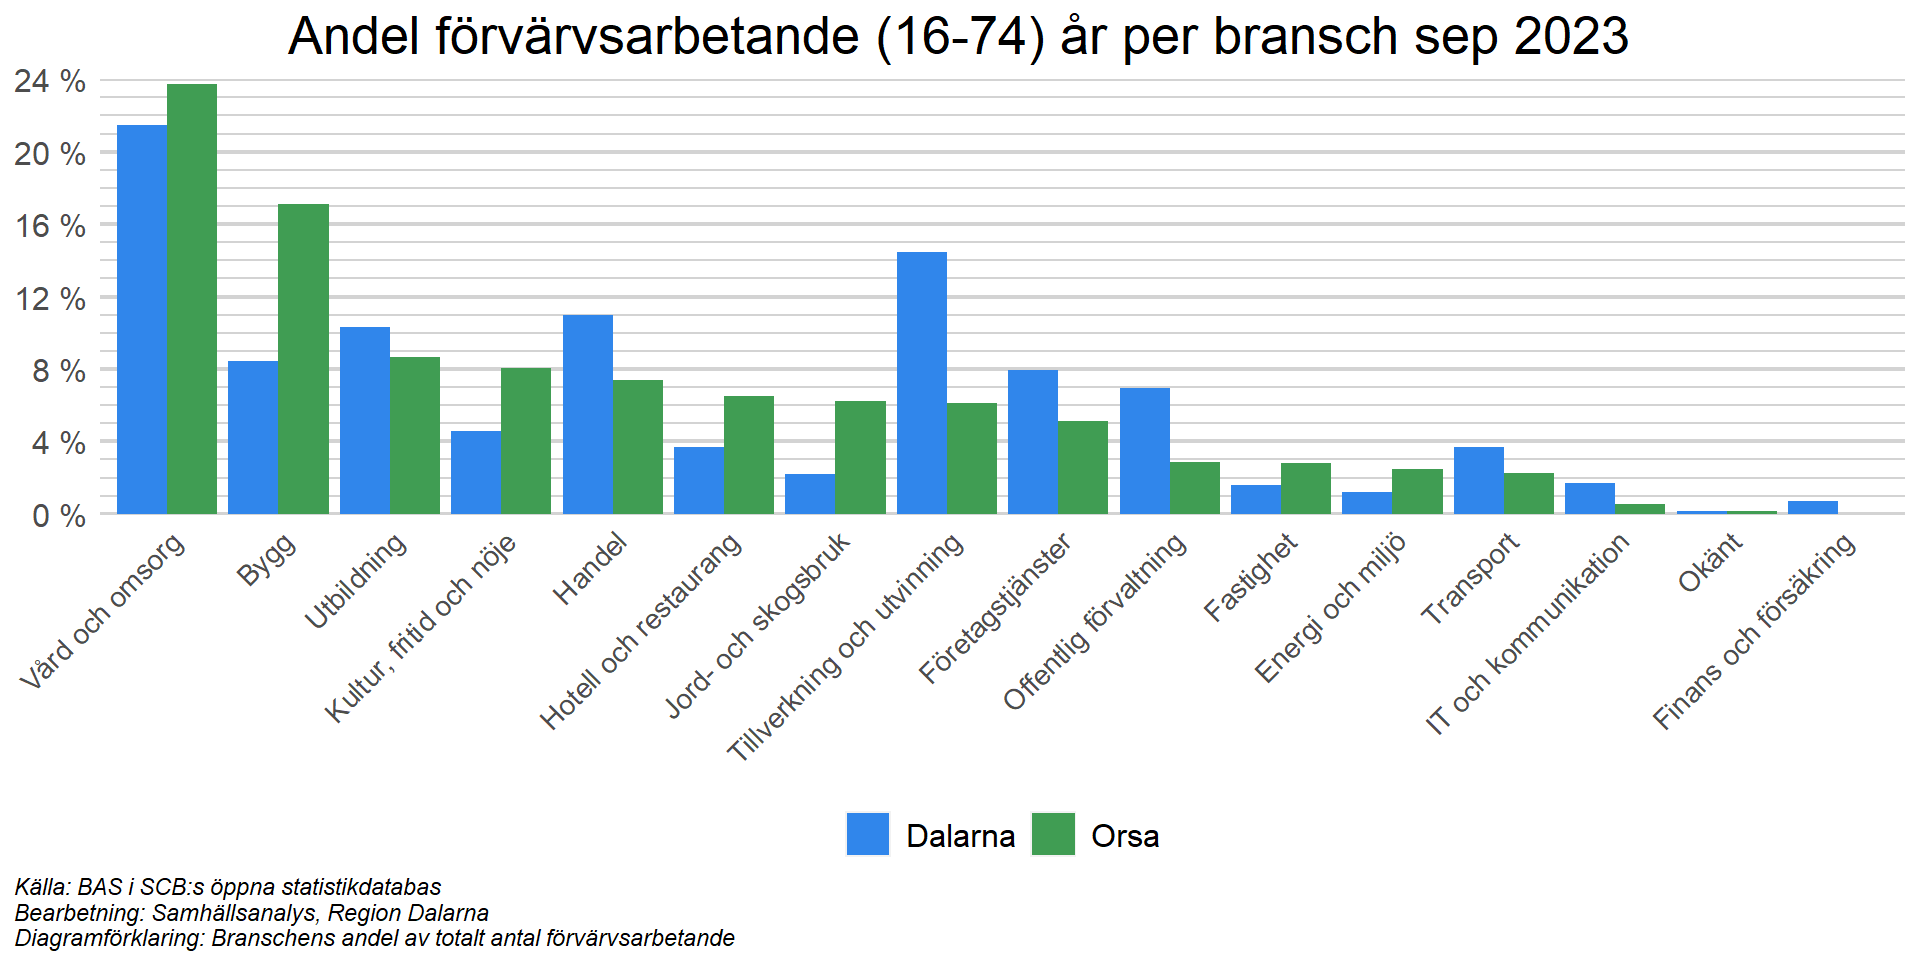 Andel förvärvsarbetande (16-74) år per bransch sep 2023
24 %
20 %
16 %
12 %
8 %
4 %
0 %
Vård och omsorg
Bygg
Utbildning
Kultur, fritid och nöje
Handel
Hotell och restaurang
Jord- och skogsbruk
Tillverkning och utvinning
Företagstjänster
Offentlig förvaltning
Fastighet
Energi och miljö
Transport
IT och kommunikation
Okänt
Finans och försäkring
Dalarna
Orsa
Källa: BAS i SCB:s öppna statistikdatabas
Bearbetning: Samhällsanalys, Region Dalarna
Diagramförklaring: Branschens andel av totalt antal förvärvsarbetande